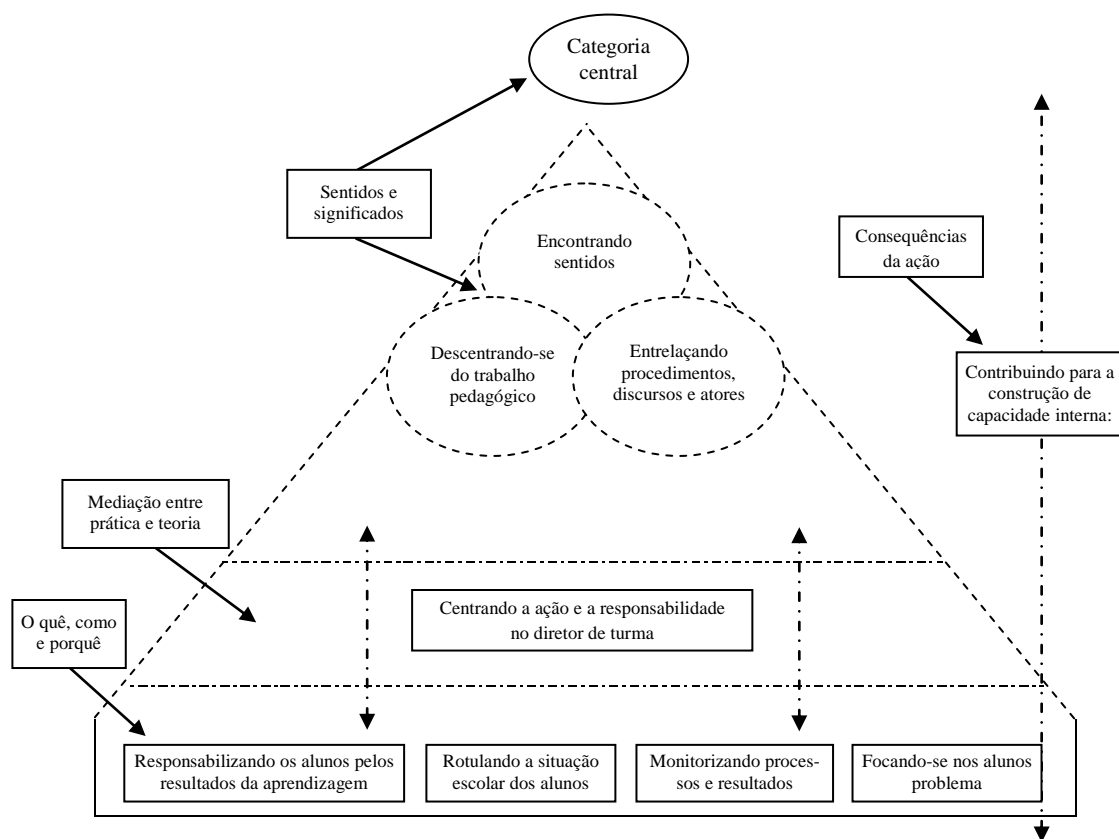 Categoria
central
Sentidos e
significados
Encontrando
sentidos
Consequências
da ação
Descentrando-se
do trabalho
pedagógico
Entrelaçando
procedimentos,
discursos e atores
Contribuindo para a
construção de
capacidade interna:
Mediação entre
prática e teoria
Centrando a ação e a responsabilidade
no diretor de turma
O quê, como
e porquê
Responsabilizando os alunos pelos
resultados da aprendizagem
Rotulando a situação
escolar dos alunos
Monitorizando proces-
sos e resultados
Focando-se nos alunos
problema